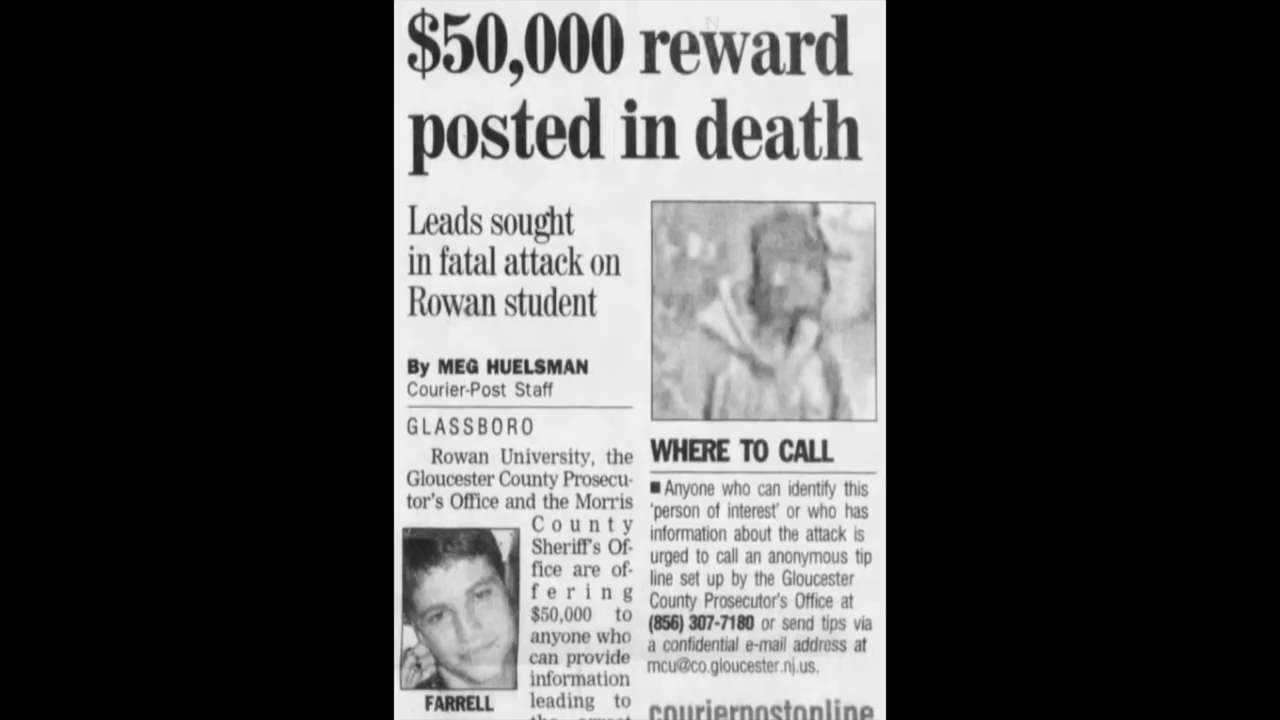 $50,000 reward
posted in death
Leads sought
in fatal attack on
Rowan student
By MEG HUELSMAN
Courier-Post Staff
GLASSBORO
Rowan University, the
Gloucester County Prosecu-
tor's Office and the Morris
County
Sheriff's Of-
fice are of-
fering
$50,000 to
anyone who
can provide
information
leading to
the arrest
FARRELL
WHERE TO CALL
■ Anyone who can identify this
'person of interest' or who has
information about the attack is
urged to call an anonymous tip
line set up by the Gloucester
County Prosecutor's Office at
(856) 307-7180 or send tips via
a confidential e-mail address at
mcu@co.gloucester.nj.us.
courierpostonline